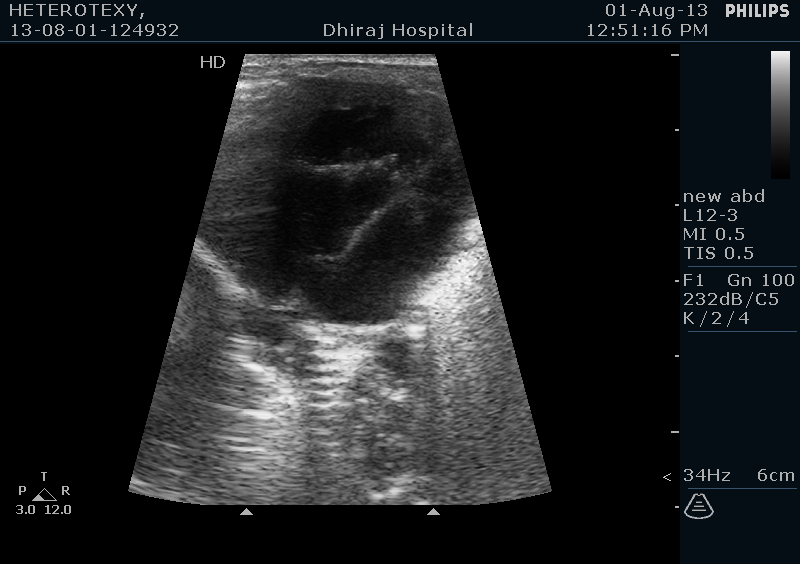 HETEROTEXY,
13-08-01-124932
Dhiraj Hospital
01-Aug-13
12:51:16 PM
PHILIPS
HD
new abd
L12-3
MI 0.5
TIS 0.5
F1 Gn 100
232dB/C5
K/2/4
< 34Hz 6cm
T
P R
3.0 12.0